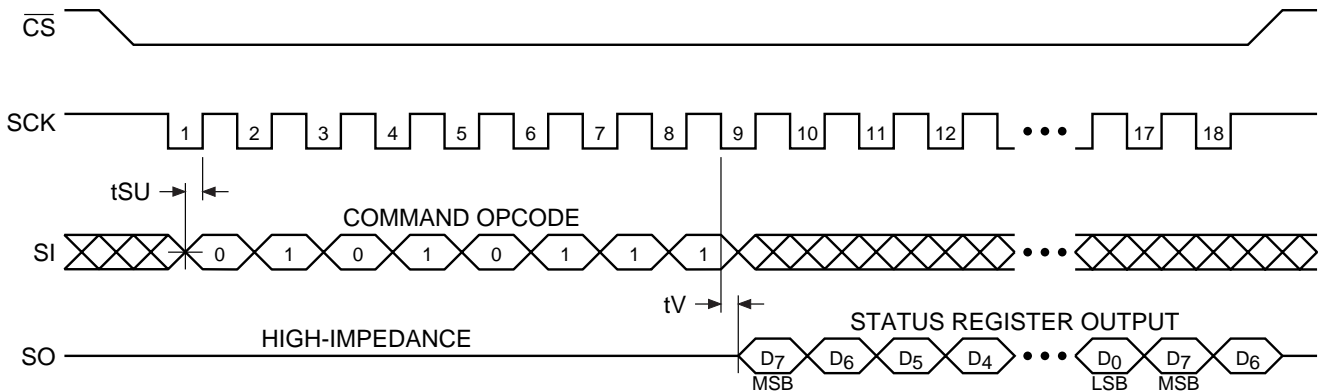 CS
SCK 1 2 3 4 5 6 7 8 9 10 11 12 ••• 17 18
tSU
COMMAND OPCODE
SI 0 1 0 1 0 1 1 1 •••
tV
HIGH-IMPEDANCE STATUS REGISTER OUTPUT
SO D7 D6 D5 D4 ••• D0 D7 D6
MSB LSB MSB